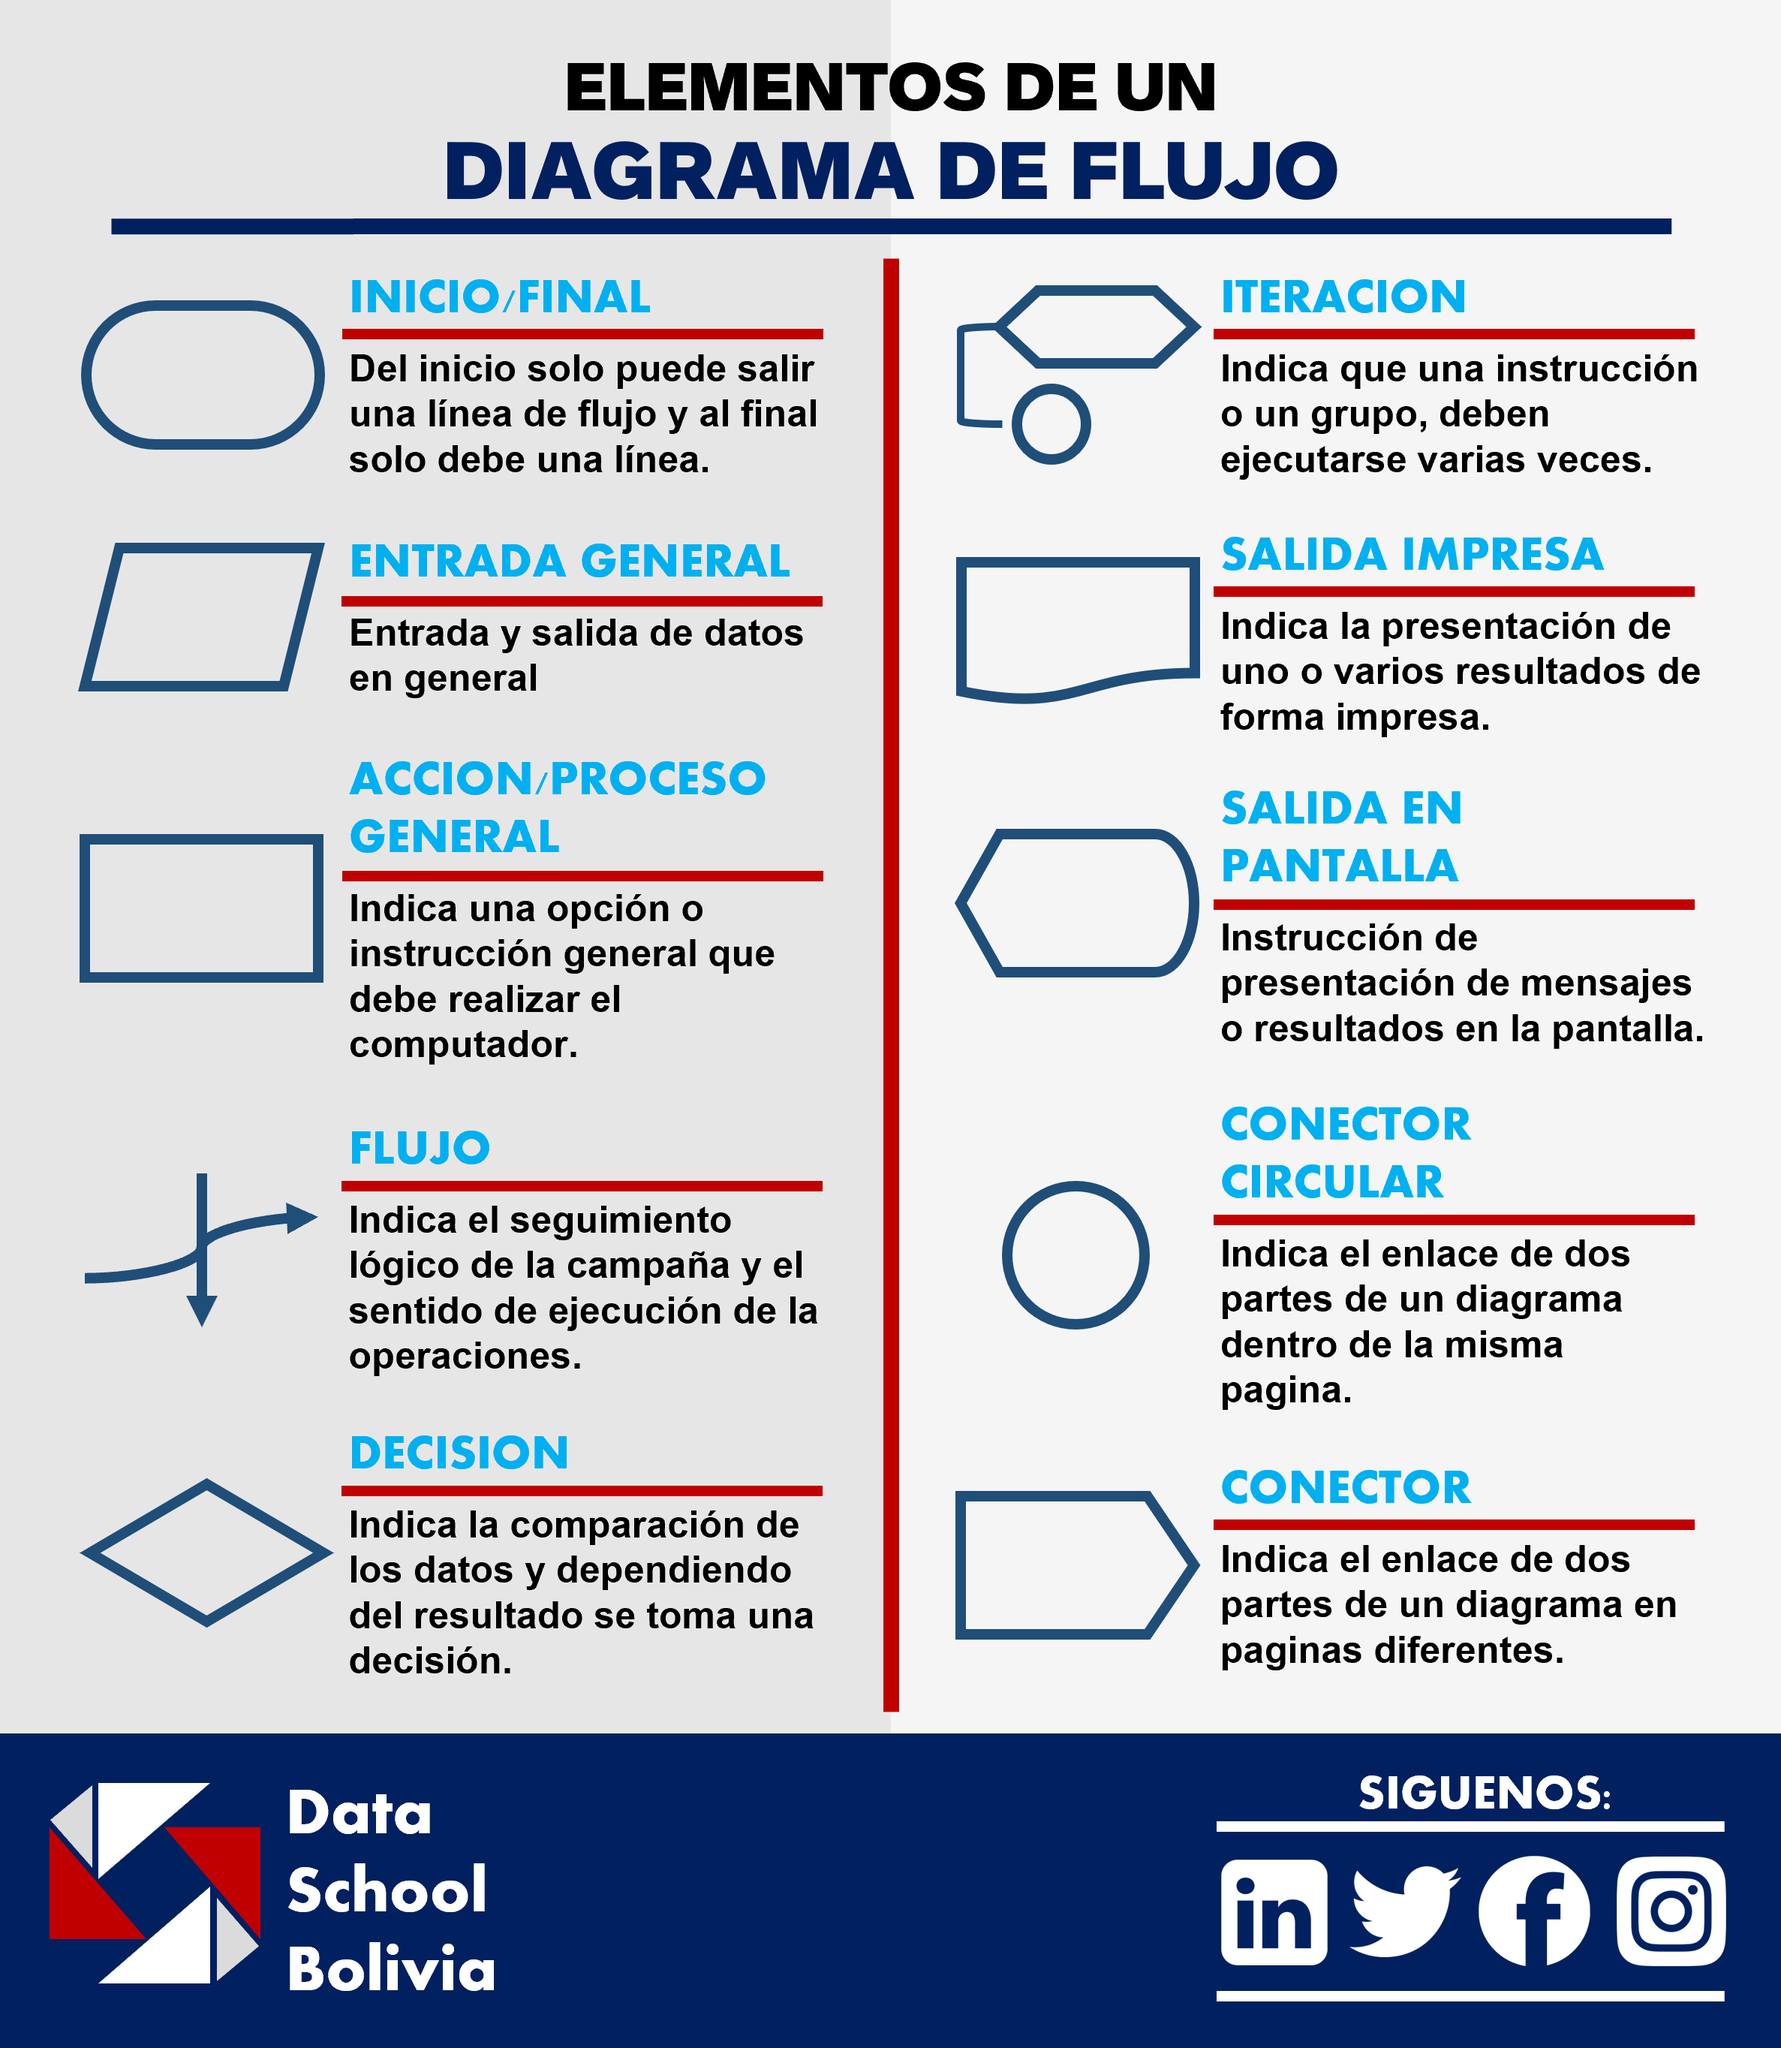 ELEMENTOS DE UN
DIAGRAMA DE FLUJO
INICIO/FINAL
Del inicio solo puede salir
una línea de flujo y al final
solo debe una línea.
ENTRADA GENERAL
Entrada y salida de datos
en general
ACCION/PROCESO
GENERAL
Indica una opción o
instrucción general que
debe realizar el
computador.
FLUJO
Indica el seguimiento
lógico de la campaña y el
sentido de ejecución de la
operaciones.
DECISION
Indica la comparación de
los datos y dependiendo
del resultado se toma una
decisión.
ITERACION
Indica que una instrucción
o un grupo, deben
ejecutarse varias veces.
SALIDA IMPRESA
Indica la presentación de
uno o varios resultados de
forma impresa.
SALIDA EN
PANTALLA
Instrucción de
presentación de mensajes
o resultados en la pantalla.
CONECTOR
CIRCULAR
Indica el enlace de dos
partes de un diagrama
dentro de la misma
pagina.
CONECTOR
Indica el enlace de dos
partes de un diagrama en
paginas diferentes.
Data
School
Bolivia
SIGUENOS: